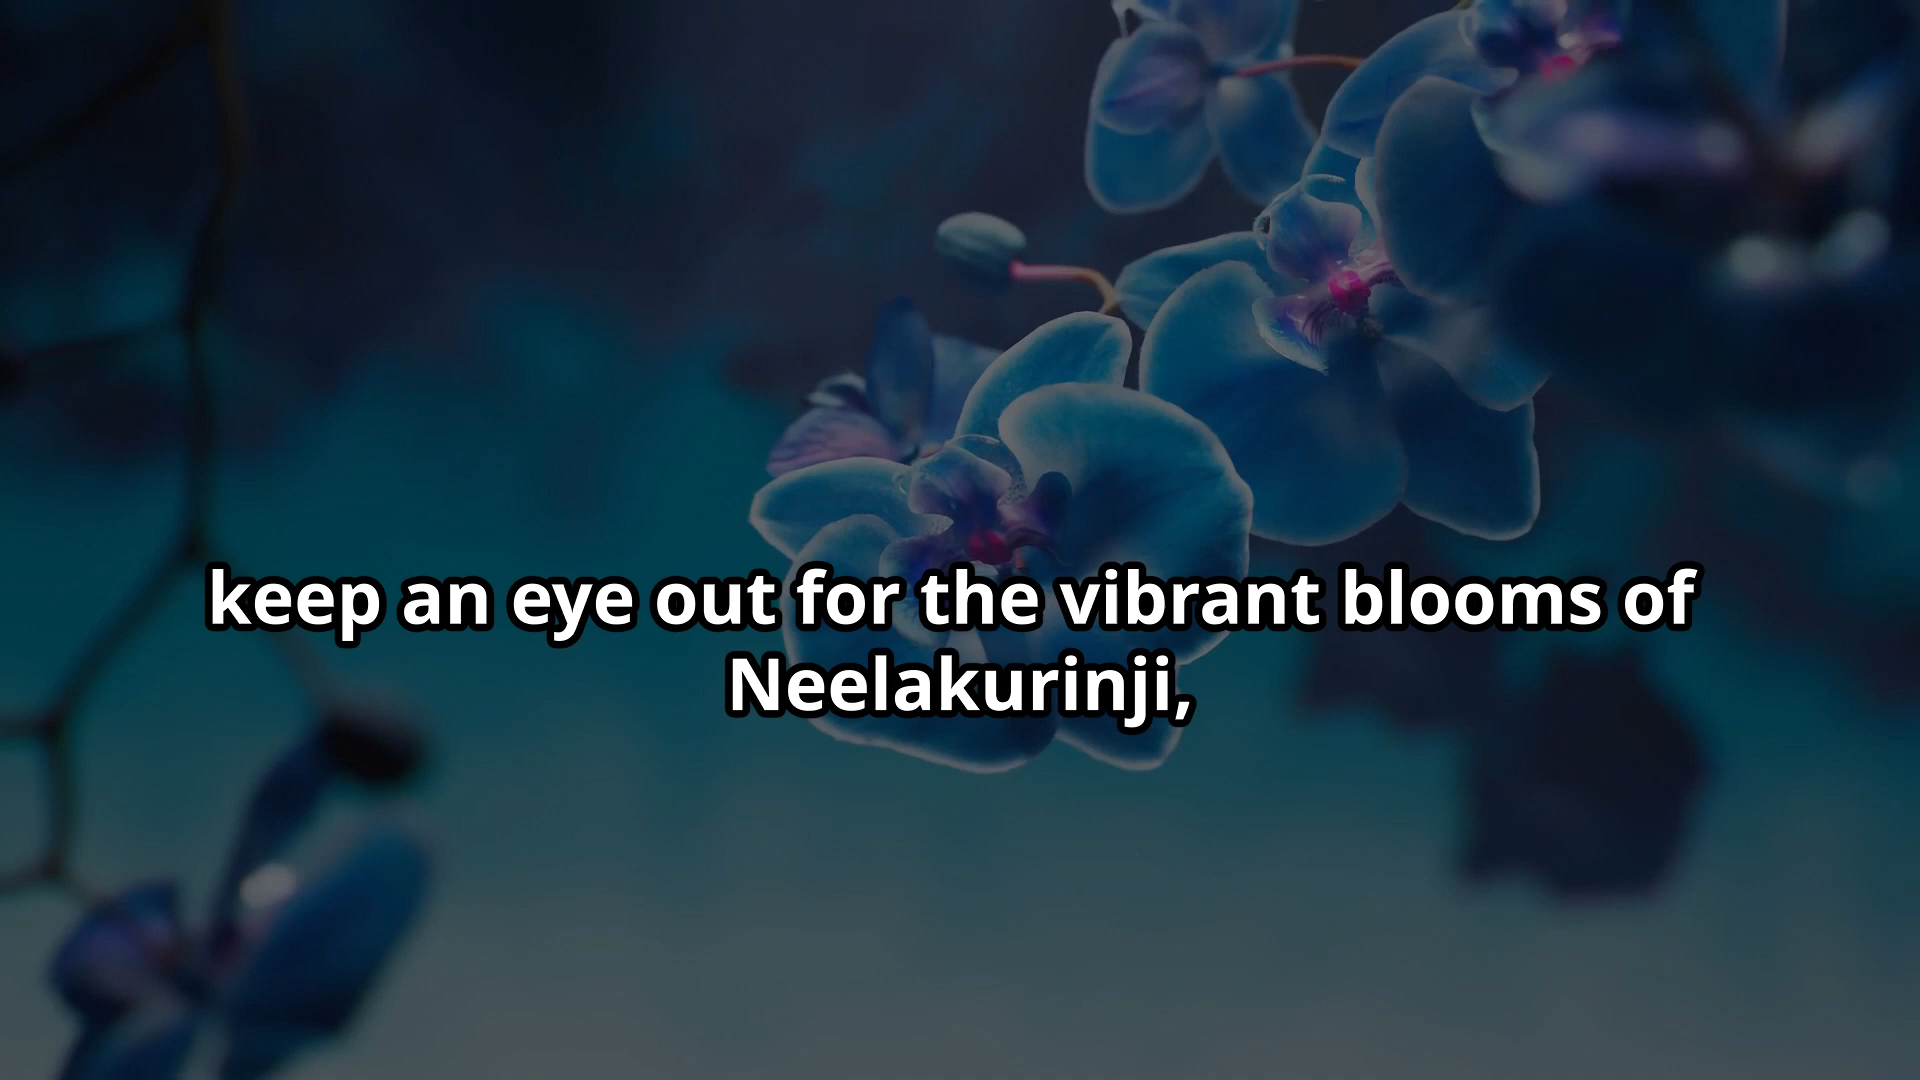 keep an eye out for the vibrant blooms of
Neelakurinji,